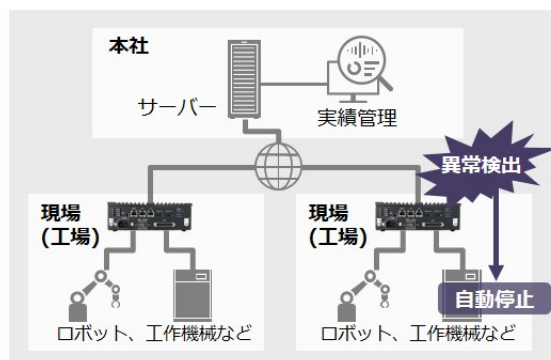 本社
サーバー
実績管理
異常検出
現場
(工場)
現場
(工場)
自動停止
ロボット、工作機械など
ロボット、工作機械など